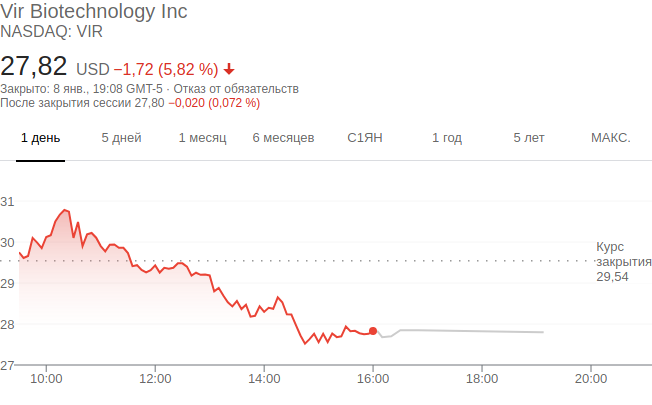 Vir Biotechnology Inc
NASDAQ: VIR
27,82 USD −1,72 (5,82 %)
Закрыто: 8 янв., 19:08 GMT-5 · Отказ от обязательств
После закрытия сессии 27,80 −0,020 (0,072 %)
1 день 5 дней 1 месяц 6 месяцев С1ЯН 1 год 5 лет МАКС.
31
30
29
28
27
Курс
закрытия
29,54
10:00 12:00 14:00 16:00 18:00 20:00